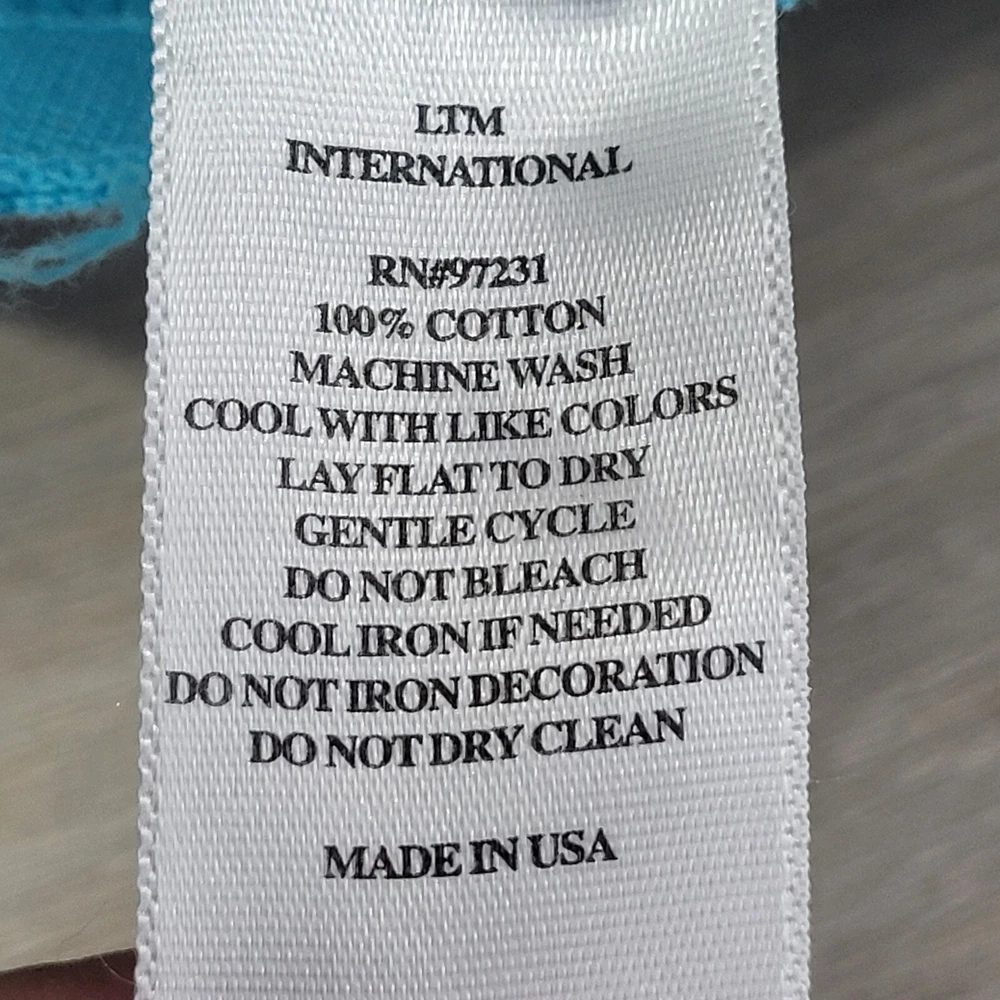 LTM
INTERNATIONAL
RN#97231
100% COTTON
MACHINE WASH
COOL WITH LIKE COLORS
LAY FLAT TO DRY
GENTLE CYCLE
DO NOT BLEACH
COOL IRON IF NEEDED
DO NOT IRON DECORATION
DO NOT DRY CLEAN
MADE IN USA